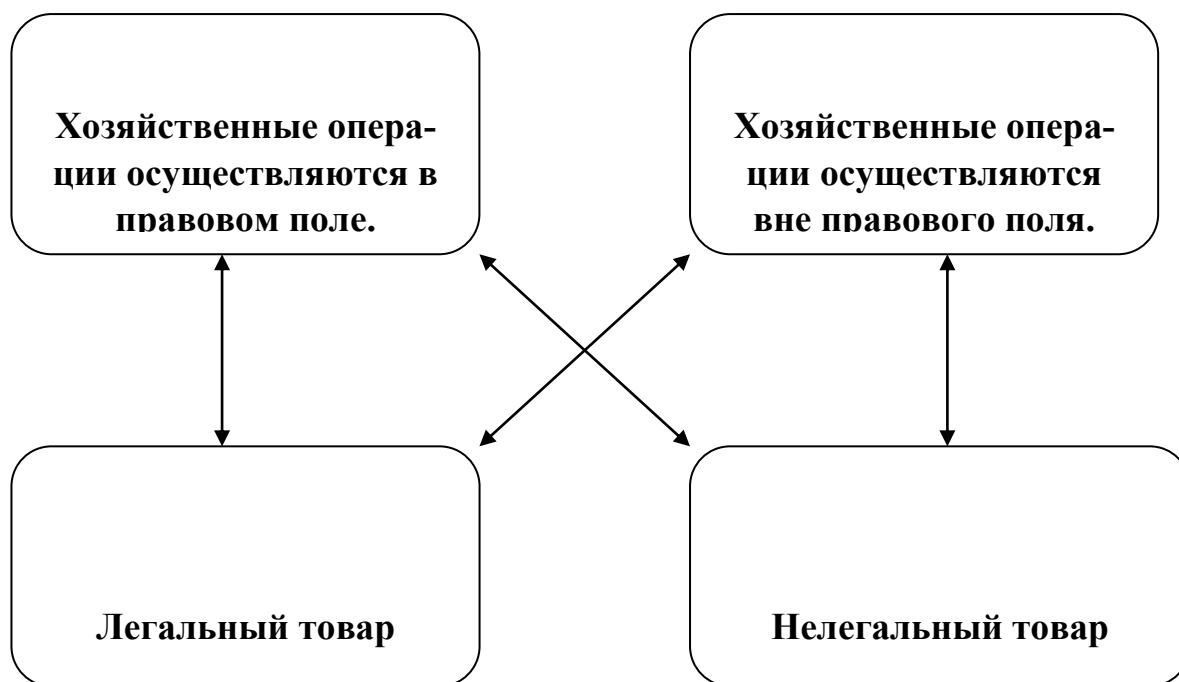 Хозяйственные опера-
ции осуществляются в
правовом поле.
Хозяйственные опера-
ции осуществляются
вне правового поля.
Легальный товар
Нелегальный товар